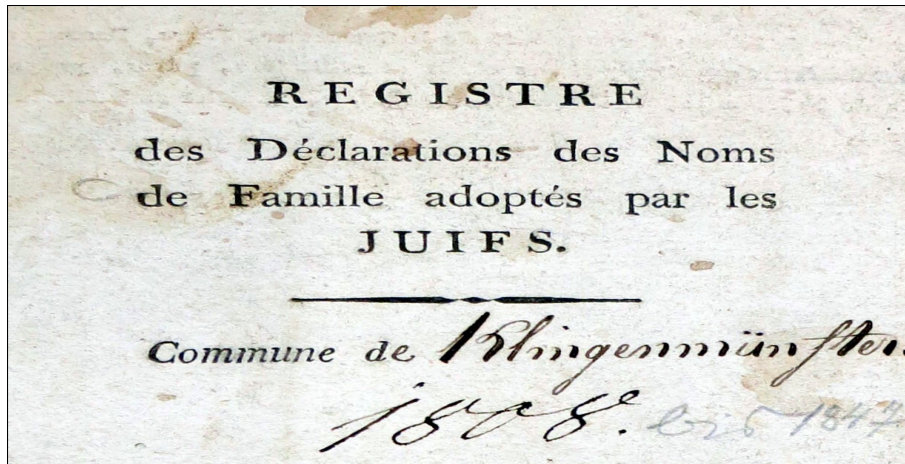 REGISTRE
des Déclarations des Noms
de Famille adoptés par les
JUIFS.
Commune de Klingenmünster.
1808. bis 1847